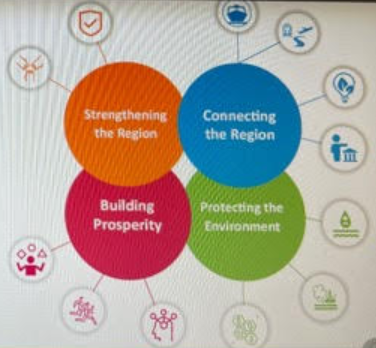 Strengthening
the Region
Connecting
the Region
Building
Prosperity
Protecting the
Environment